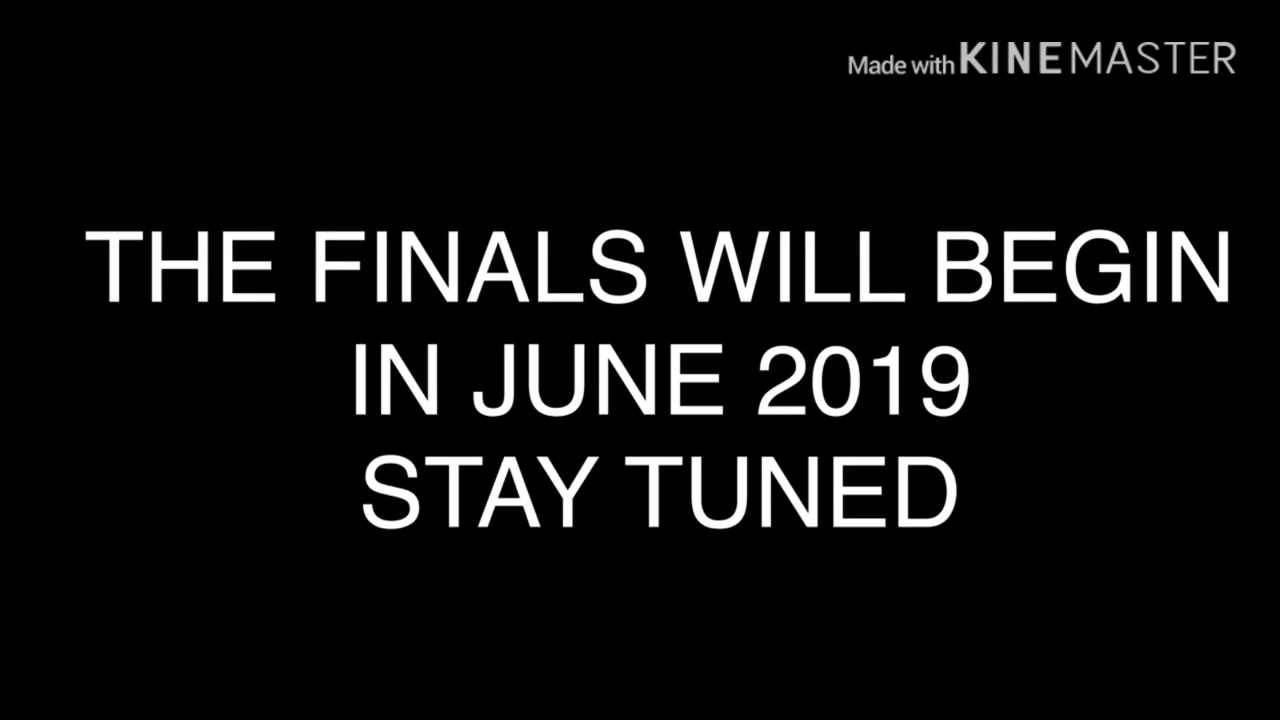 Made with KINEMASTER
THE FINALS WILL BEGIN
IN JUNE 2019
STAY TUNED